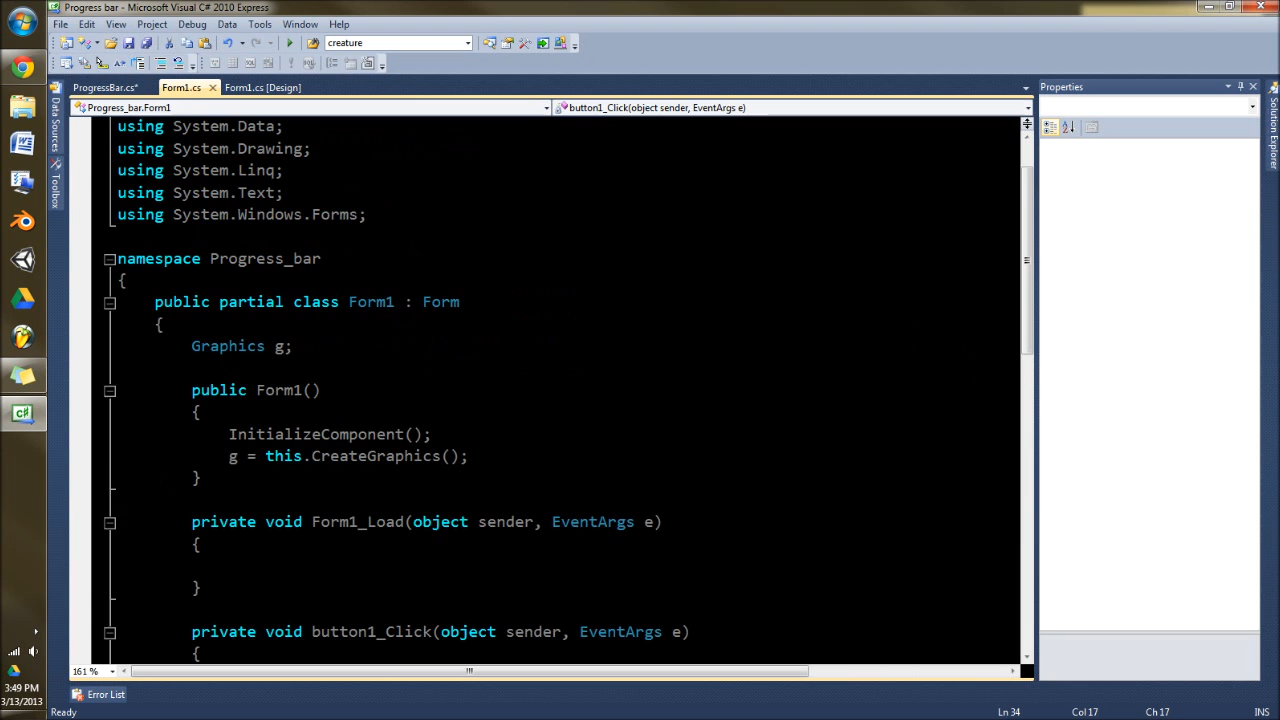 Progress bar - Microsoft Visual C# 2010 Express
File Edit View Project Debug Data Tools Window Help
creature
ProgressBar.cs* Form1.cs Form1.cs [Design]
Properties
Progress_bar.Form1
button1_Click(object sender, EventArgs e)
Data Sources
Toolbox
Solution Explorer
using System.Data;
using System.Drawing;
using System.Linq;
using System.Text;
using System.Windows.Forms;
namespace Progress_bar
{
public partial class Form1 : Form
{
Graphics g;
public Form1()
{
InitializeComponent();
g = this.CreateGraphics();
}
private void Form1_Load(object sender, EventArgs e)
{
}
private void button1_Click(object sender, EventArgs e)
{
161 %
Error List
Ready
Ln 34 Col 17 Ch 17 INS
3:49 PM
3/13/2013